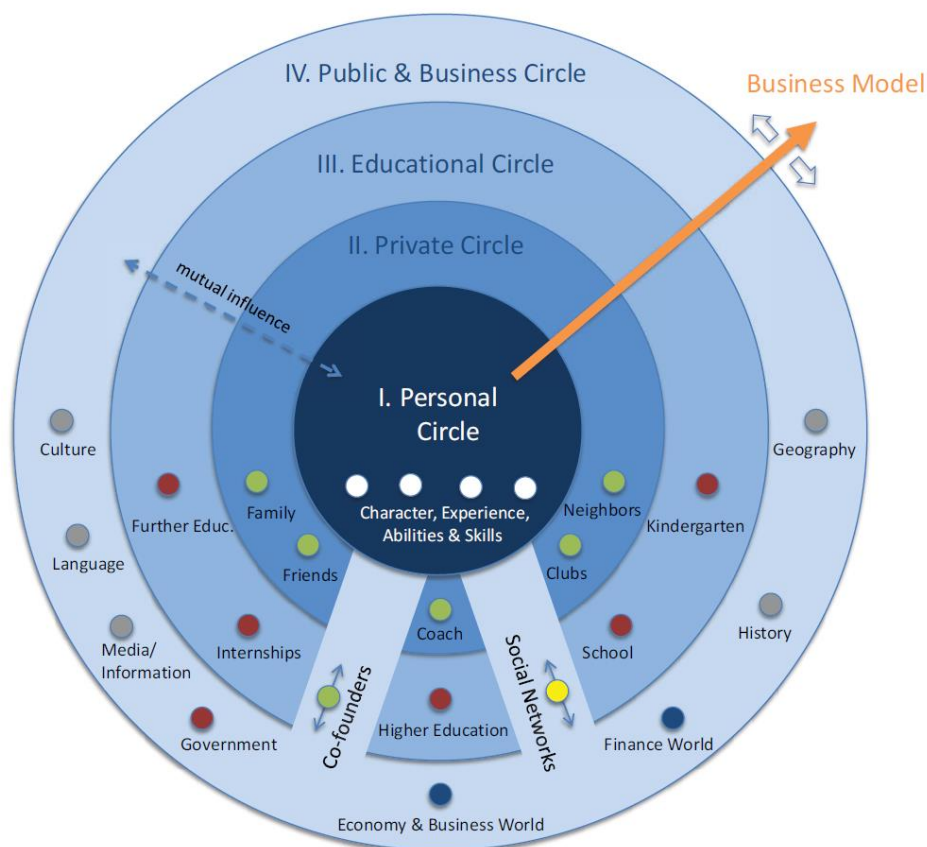 IV. Public & Business Circle
Business Model
III. Educational Circle
II. Private Circle
mutual influence
I. Personal
Circle
Culture
Geography
Further Educ.
Family
Character, Experience,
Abilities & Skills
Neighbors
Kindergarten
Language
Friends
Clubs
Media/
Information
Internships
Coach
School
History
Government
Co-founders
Higher Education
Social Networks
Finance World
Economy & Business World